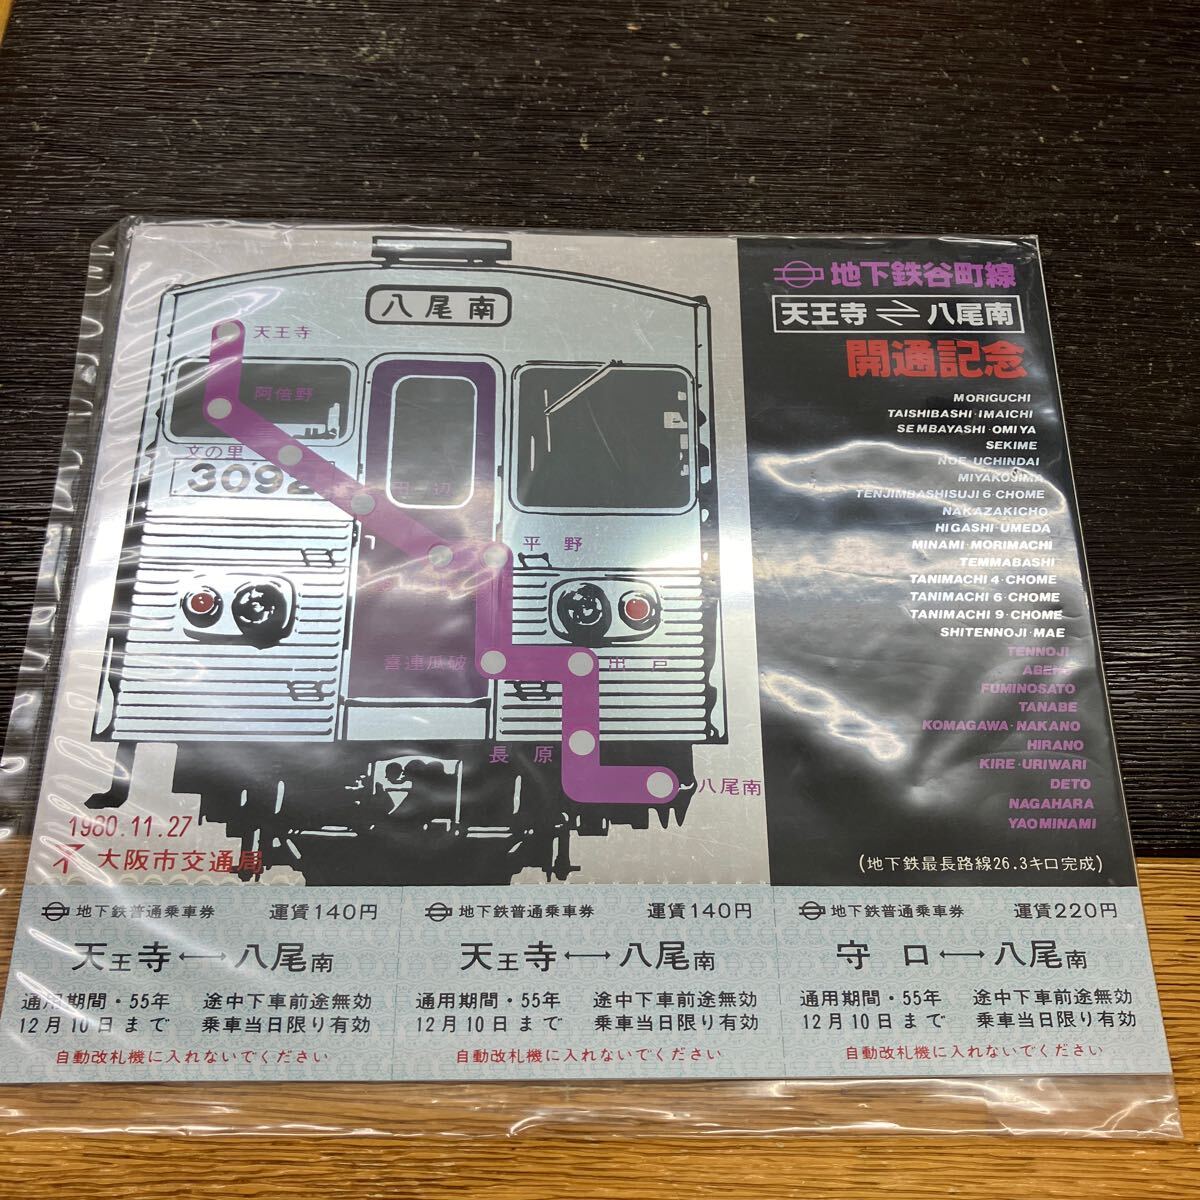 八尾南
天王寺
阿倍野
文の里
3092
田辺
平野
喜連瓜破
出戸
長原
八尾南
1980.11.27
大阪市交通局
地下鉄谷町線
天王寺⇌八尾南
開通記念
MORIGUCHI
TAISHIBASHI·IMAICHI
SEMBAYASHI·OMIYA
SEKIME
NOE·UCHINDAI
MIYAKOJIMA
TENJIMBASHISUJI 6·CHOME
NAKAZAKICHO
HIGASHI·UMEDA
MINAMI·MORIMACHI
TEMMABASHI
TANIMACHI 4·CHOME
TANIMACHI 6·CHOME
TANIMACHI 9·CHOME
SHITENNOJI·MAE
TENNOJI
ABENO
FUMINOSATO
TANABE
KOMAGAWA·NAKANO
HIRANO
KIRE·URIWARI
DETO
NAGAHARA
YAOMINAMI
(地下鉄最長路線26.3キロ完成)
地下鉄普通乗車券 運賃140円
天王寺↔八尾南
通用期間・55年 途中下車前途無効
12月10日まで 乗車当日限り有効
自動改札機に入れないでください
地下鉄普通乗車券 運賃140円
天王寺↔八尾南
通用期間・55年 途中下車前途無効
12月10日まで 乗車当日限り有効
自動改札機に入れないでください
地下鉄普通乗車券 運賃220円
守口↔八尾南
通用期間・55年 途中下車前途無効
12月10日まで 乗車当日限り有効
自動改札機に入れないでください